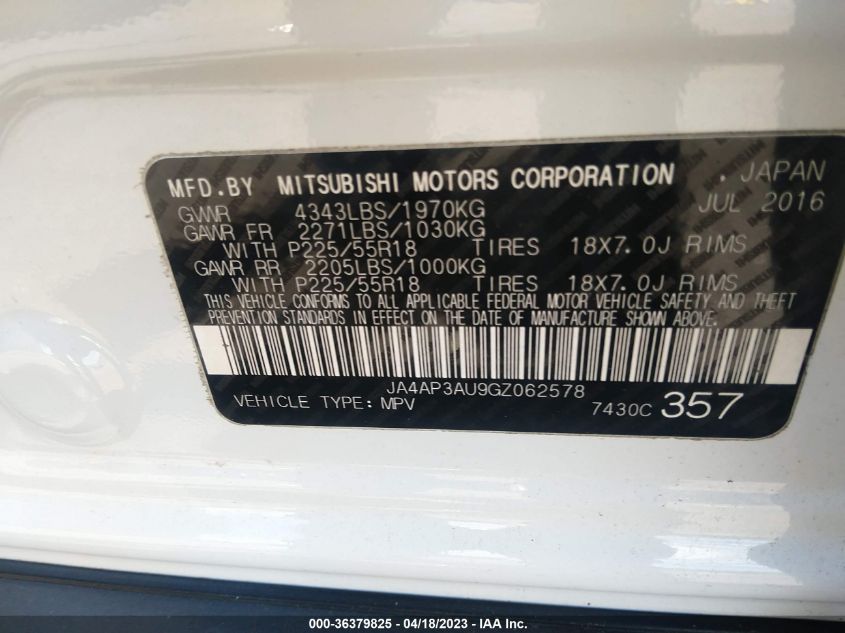 MFD.BY MITSUBISHI MOTORS CORPORATION , JAPAN
GVWR 4343LBS/1970KG JUL 2016
GAWR FR 2271LBS/1030KG
WITH P225/55R18 TIRES 18X7.0J RIMS
GAWR RR 2205LBS/1000KG
WITH P225/55R18 TIRES 18X7.0J RIMS
THIS VEHICLE CONFORMS TO ALL APPLICABLE FEDERAL MOTOR VEHICLE SAFETY AND THEFT
PREVENTION STANDARDS IN EFFECT ON THE DATE OF MANUFACTURE SHOWN ABOVE.
JA4AP3AU9GZ062578
VEHICLE TYPE: MPV 7430C 357
000-36379825 - 04/18/2023 - IAA Inc.